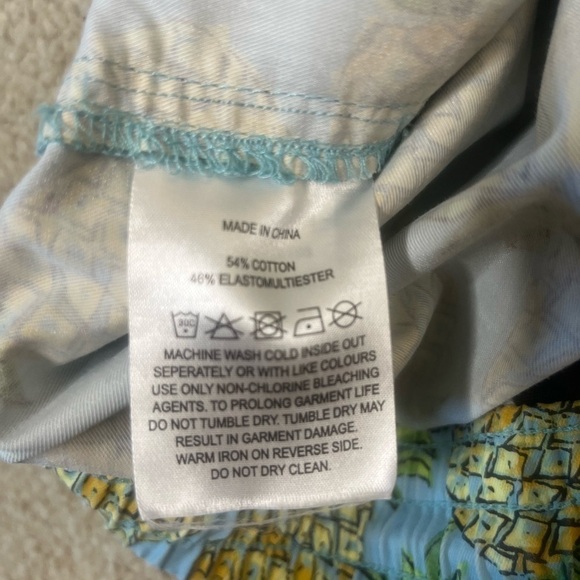 MADE IN CHINA
54% COTTON
46% ELASTOMULTIESTER
30C
MACHINE WASH COLD INSIDE OUT
SEPERATELY OR WITH LIKE COLOURS
USE ONLY NON-CHLORINE BLEACHING
AGENTS. TO PROLONG GARMENT LIFE
DO NOT TUMBLE DRY. TUMBLE DRY MAY
RESULT IN GARMENT DAMAGE.
WARM IRON ON REVERSE SIDE.
DO NOT DRY CLEAN.